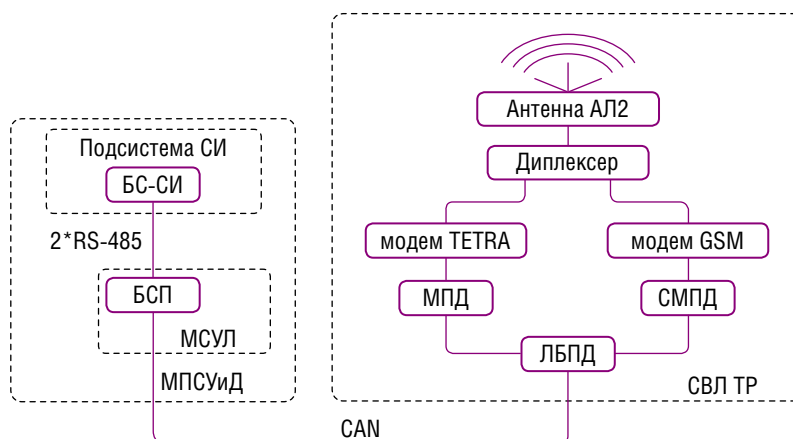 Антенна АЛ2
Диплексер
Подсистема СИ
БС-СИ
2*RS-485
модем TETRA
модем GSM
БСП
МПД
СМПД
МСУЛ
ЛБПД
МПСУиД
СВЛ ТР
CAN